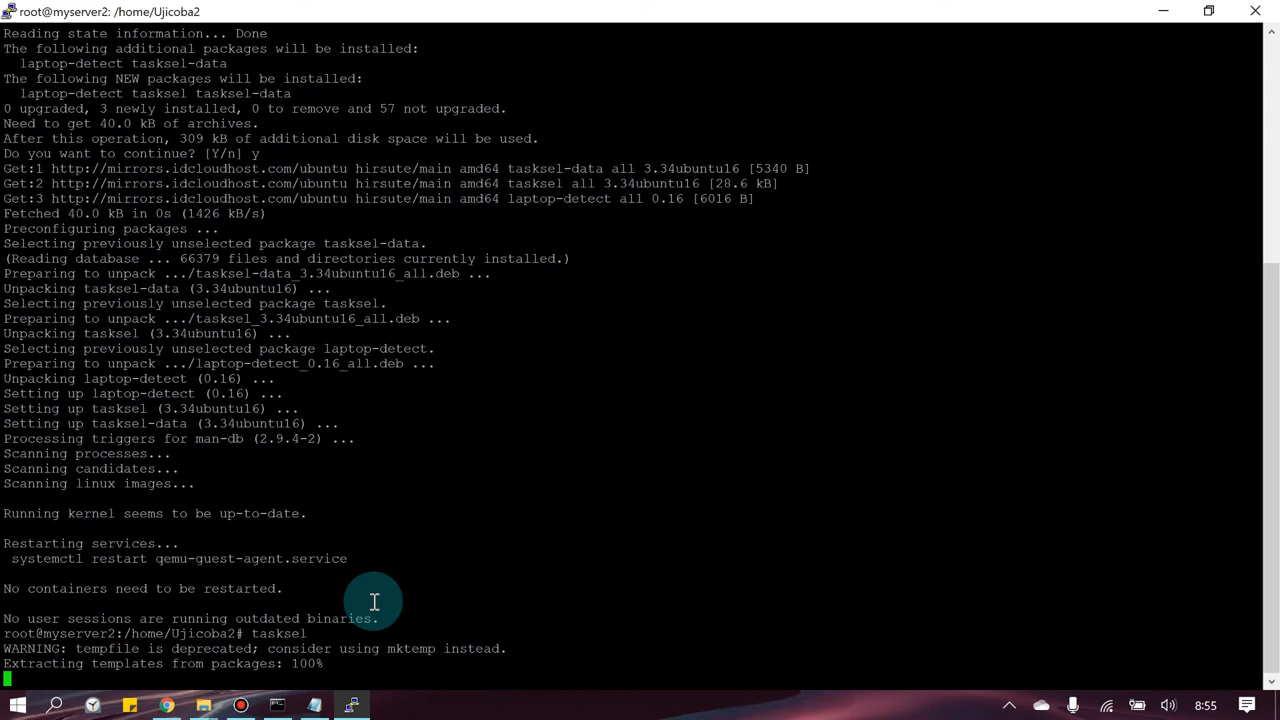 root@myserver2: /home/Ujicoba2
Reading state information... Done
The following additional packages will be installed:
  laptop-detect tasksel-data
The following NEW packages will be installed:
  laptop-detect tasksel tasksel-data
0 upgraded, 3 newly installed, 0 to remove and 57 not upgraded.
Need to get 40.0 kB of archives.
After this operation, 309 kB of additional disk space will be used.
Do you want to continue? [Y/n] y
Get:1 http://mirrors.idcloudhost.com/ubuntu hirsute/main amd64 tasksel-data all 3.34ubuntu16 [5340 B]
Get:2 http://mirrors.idcloudhost.com/ubuntu hirsute/main amd64 tasksel all 3.34ubuntu16 [28.6 kB]
Get:3 http://mirrors.idcloudhost.com/ubuntu hirsute/main amd64 laptop-detect all 0.16 [6016 B]
Fetched 40.0 kB in 0s (1426 kB/s)
Preconfiguring packages ...
Selecting previously unselected package tasksel-data.
(Reading database ... 66379 files and directories currently installed.)
Preparing to unpack .../tasksel-data_3.34ubuntu16_all.deb ...
Unpacking tasksel-data (3.34ubuntu16) ...
Selecting previously unselected package tasksel.
Preparing to unpack .../tasksel_3.34ubuntu16_all.deb ...
Unpacking tasksel (3.34ubuntu16) ...
Selecting previously unselected package laptop-detect.
Preparing to unpack .../laptop-detect_0.16_all.deb ...
Unpacking laptop-detect (0.16) ...
Setting up laptop-detect (0.16) ...
Setting up tasksel (3.34ubuntu16) ...
Setting up tasksel-data (3.34ubuntu16) ...
Processing triggers for man-db (2.9.4-2) ...
Scanning processes...
Scanning candidates...
Scanning linux images...
Running kernel seems to be up-to-date.
Restarting services...
 systemctl restart qemu-guest-agent.service
No containers need to be restarted.
No user sessions are running outdated binaries.
root@myserver2:/home/Ujicoba2# tasksel
WARNING: tempfile is deprecated; consider using mktemp instead.
Extracting templates from packages: 100%
8:55